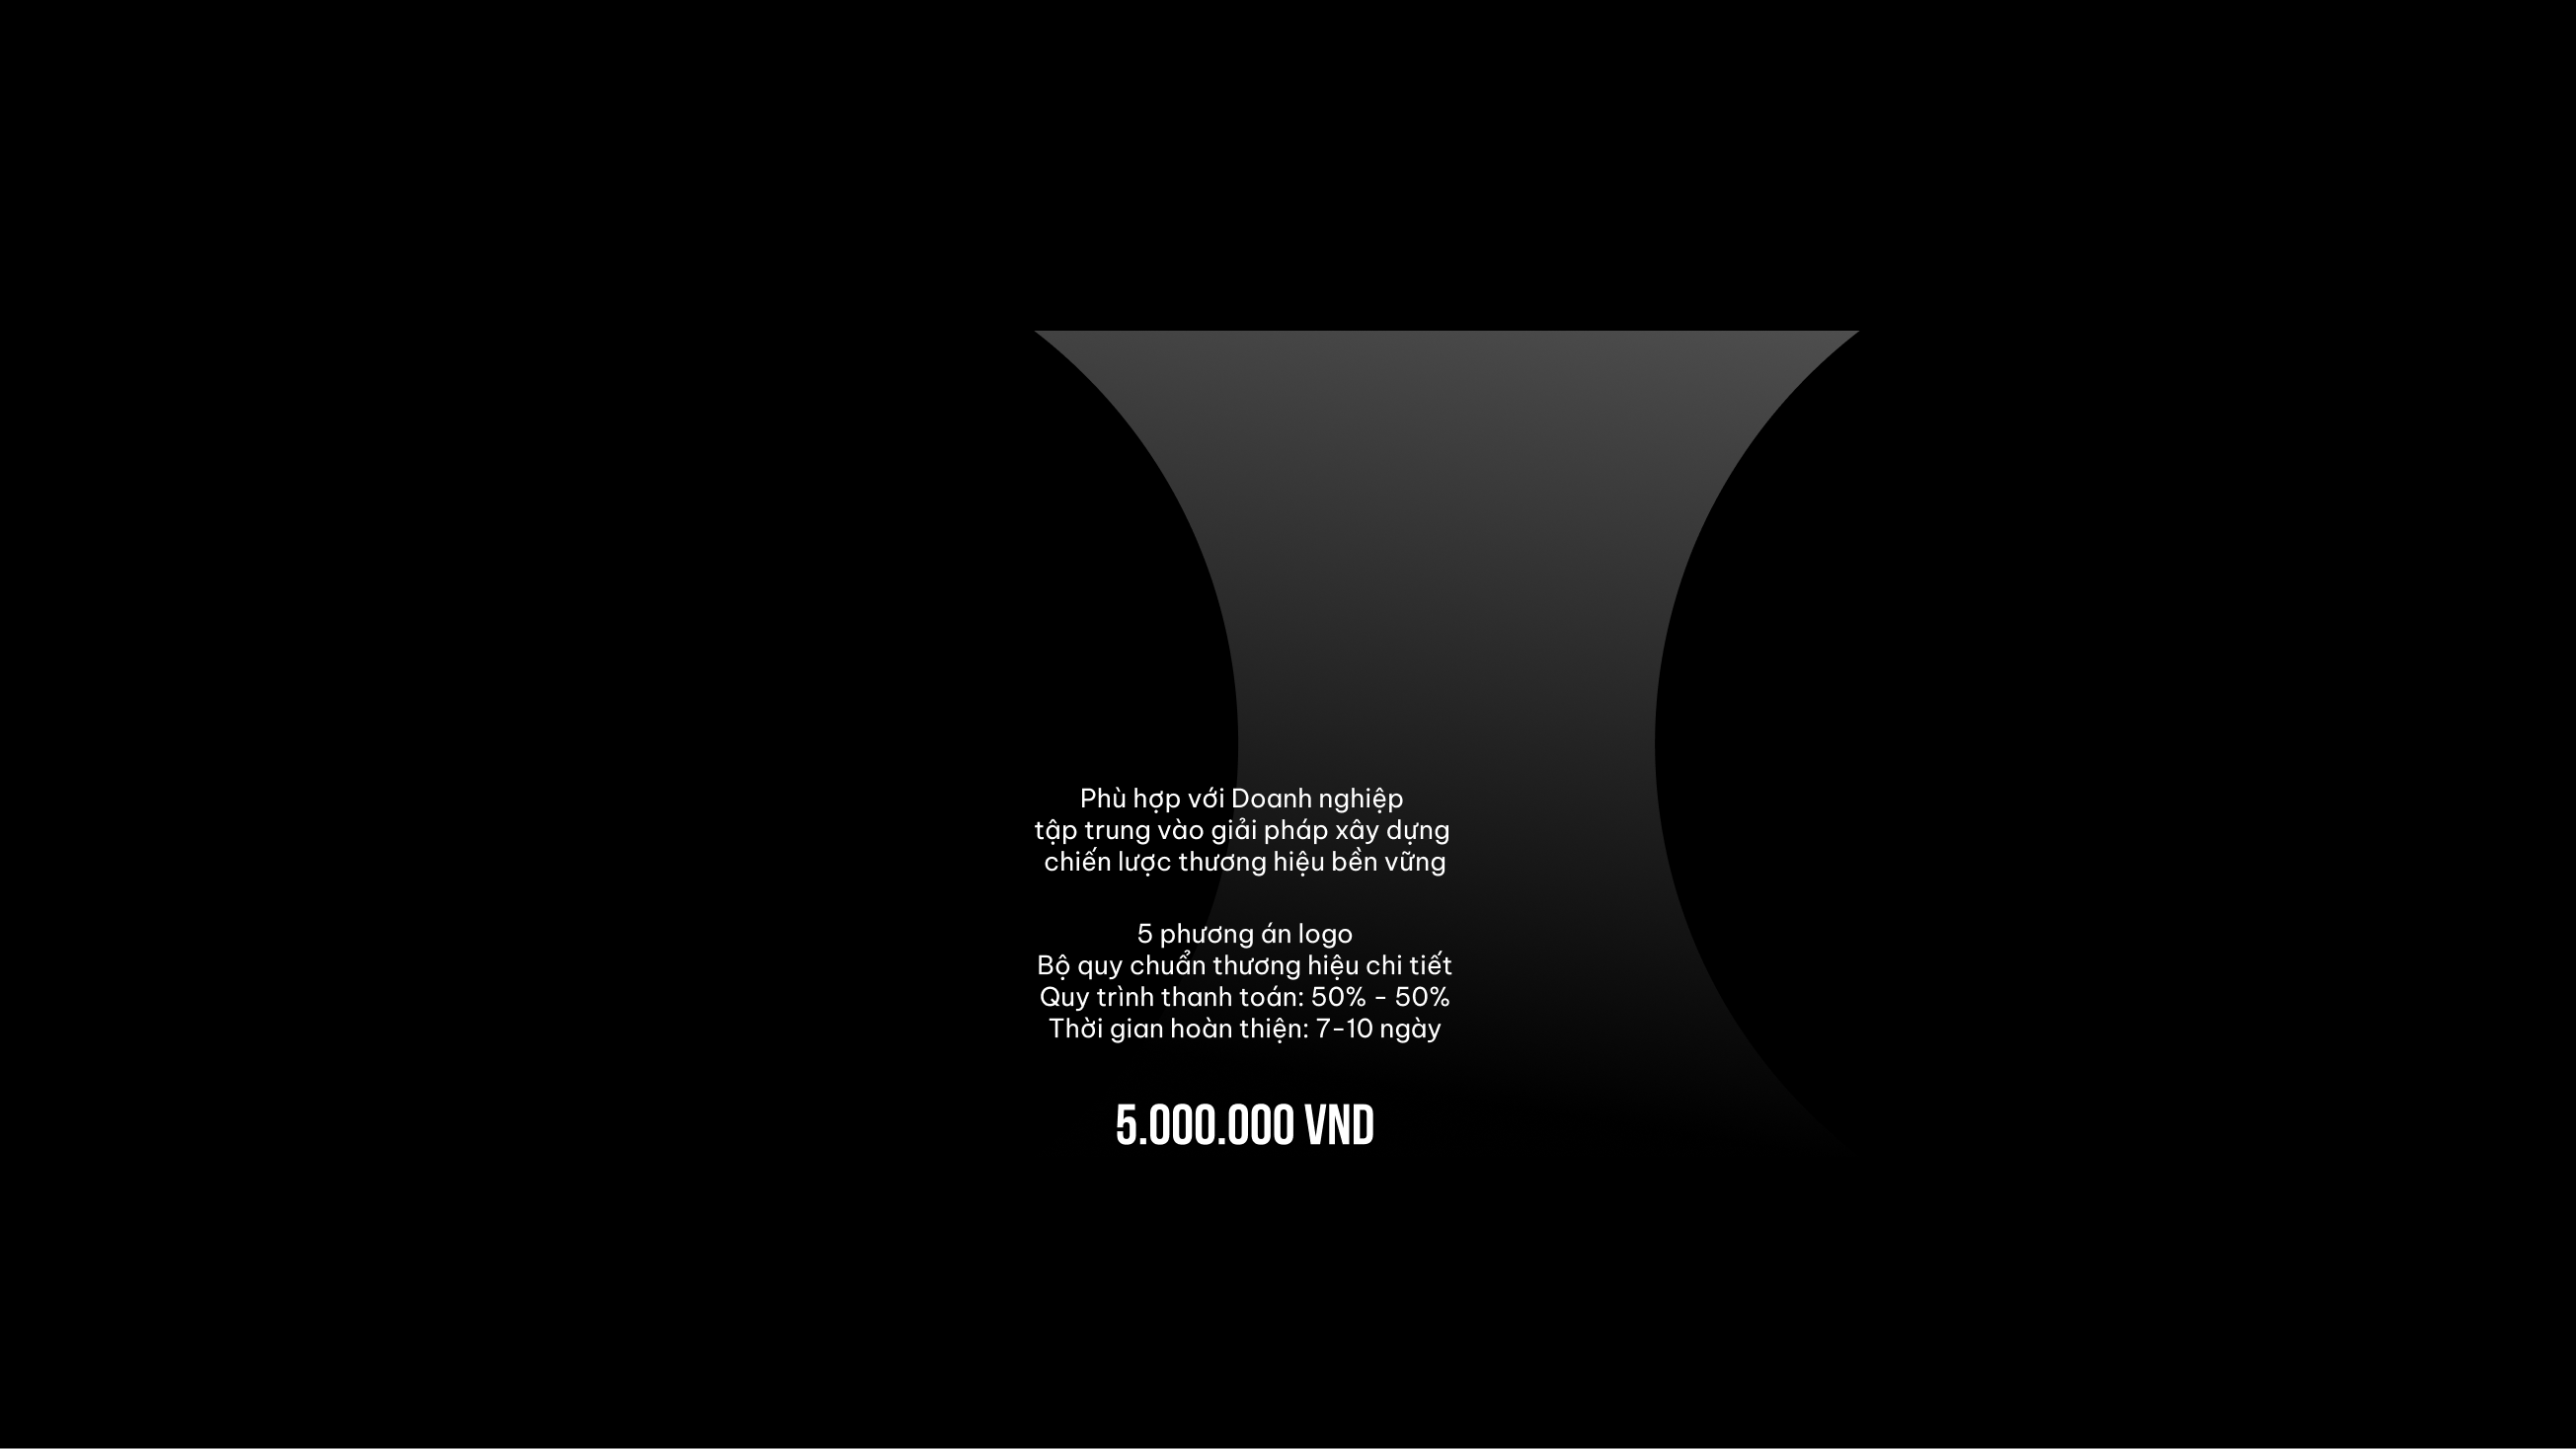 Phù hợp với Doanh nghiệp
tập trung vào giải pháp xây dựng
chiến lược thương hiệu bền vững
5 phương án logo
Bộ quy chuẩn thương hiệu chi tiết
Quy trình thanh toán: 50% - 50%
Thời gian hoàn thiện: 7-10 ngày
5.000.000 VND